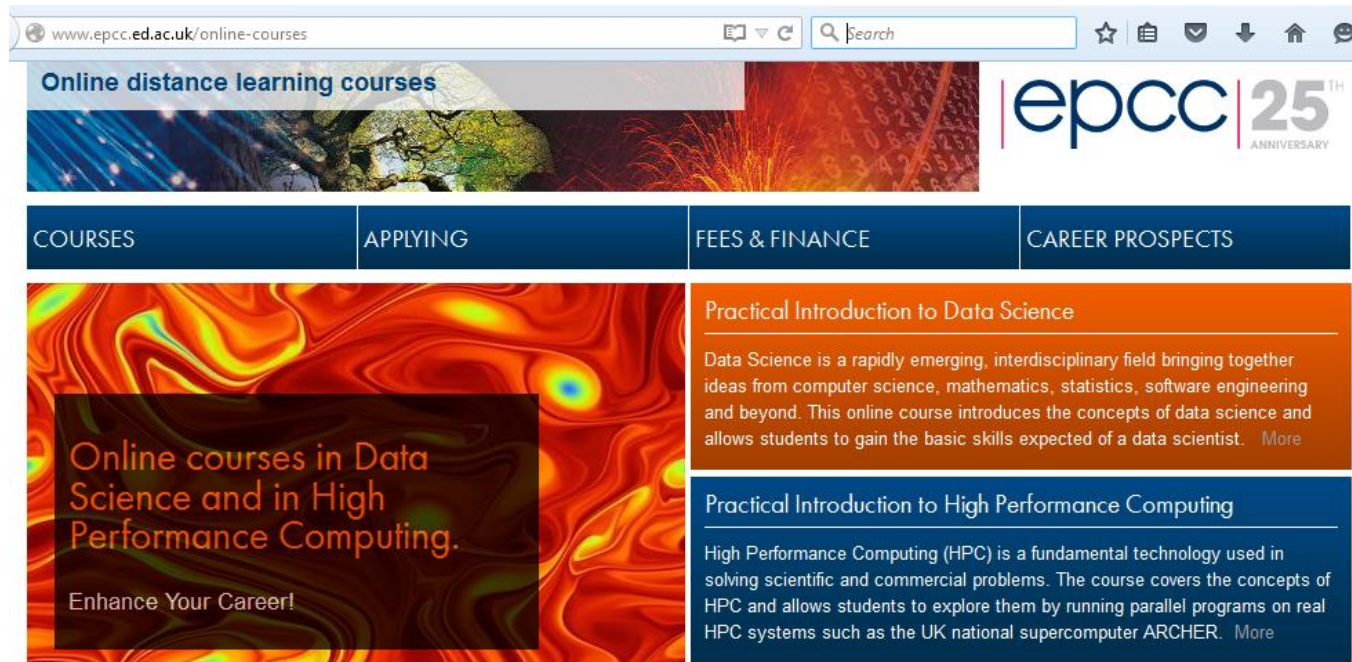 www.epcc.ed.ac.uk/online-courses
Search
Online distance learning courses
epcc 25TH
ANNIVERSARY
COURSES
APPLYING
FEES & FINANCE
CAREER PROSPECTS
Online courses in Data
Science and in High
Performance Computing.
Enhance Your Career!
Practical Introduction to Data Science
Data Science is a rapidly emerging, interdisciplinary field bringing together
ideas from computer science, mathematics, statistics, software engineering
and beyond. This online course introduces the concepts of data science and
allows students to gain the basic skills expected of a data scientist. More
Practical Introduction to High Performance Computing
High Performance Computing (HPC) is a fundamental technology used in
solving scientific and commercial problems. The course covers the concepts of
HPC and allows students to explore them by running parallel programs on real
HPC systems such as the UK national supercomputer ARCHER. More